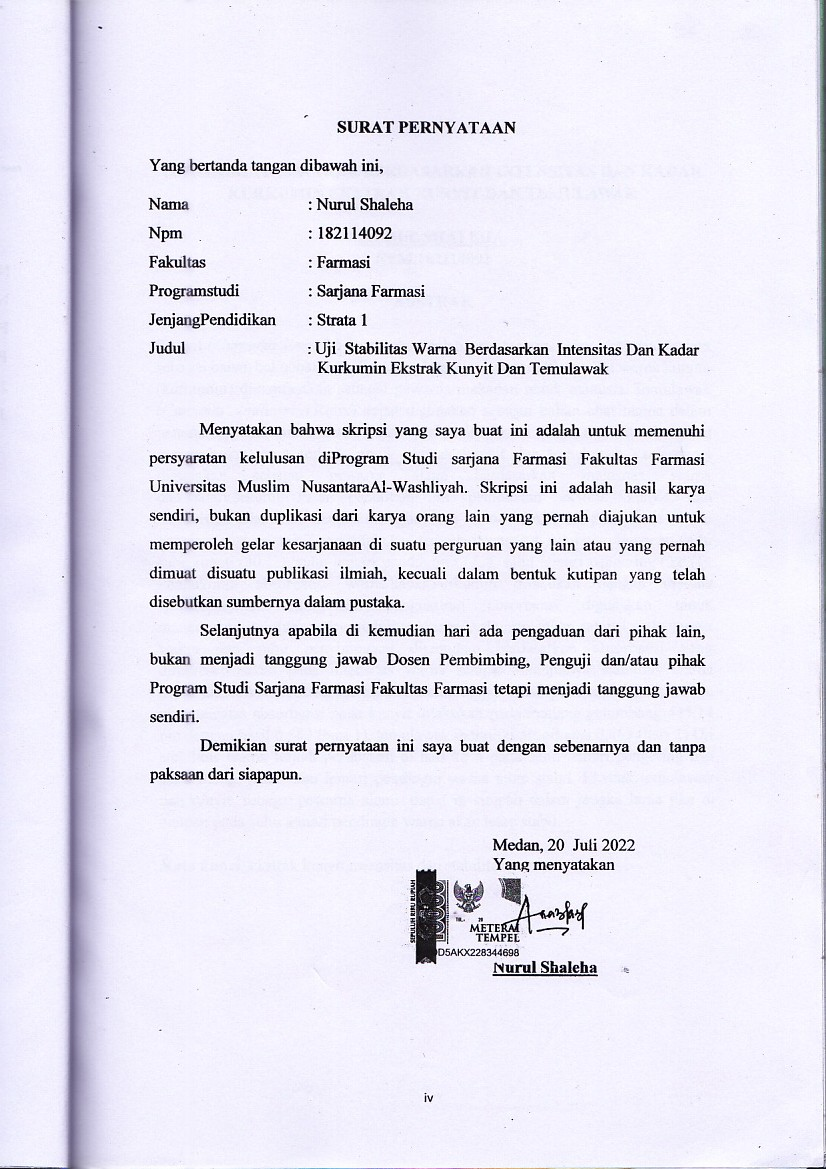 SURAT PERNYATAAN
Yang bertanda tangan dibawah ini,
Nama : Nurul Shaleha
Npm : 182114092
Fakultas : Farmasi
Programstudi : Sarjana Farmasi
JenjangPendidikan : Strata 1
Judul : Uji Stabilitas Warna Berdasarkan Intensitas Dan Kadar
Kurkumin Ekstrak Kunyit Dan Temulawak
Menyatakan bahwa skripsi yang saya buat ini adalah untuk memenuhi
persyaratan kelulusan diProgram Studi sarjana Farmasi Fakultas Farmasi
Universitas Muslim NusantaraAl-Washliyah. Skripsi ini adalah hasil karya
sendiri, bukan duplikasi dari karya orang lain yang pernah diajukan untuk
memperoleh gelar kesarjanaan di suatu perguruan yang lain atau yang pernah
dimuat disuatu publikasi ilmiah, kecuali dalam bentuk kutipan yang telah
disebutkan sumbernya dalam pustaka.
Selanjutnya apabila di kemudian hari ada pengaduan dari pihak lain,
bukan menjadi tanggung jawab Dosen Pembimbing, Penguji dan/atau pihak
Program Studi Sarjana Farmasi Fakultas Farmasi tetapi menjadi tanggung jawab
sendiri.
Demikian surat pernyataan ini saya buat dengan sebenarnya dan tanpa
paksaan dari siapapun.
Medan, 20 Juli 2022
Yang menyatakan
SEPULUH RIBU RUPIAH
METERAI
TEMPEL
D5AKX228344698
Nurul Shaleha
iv